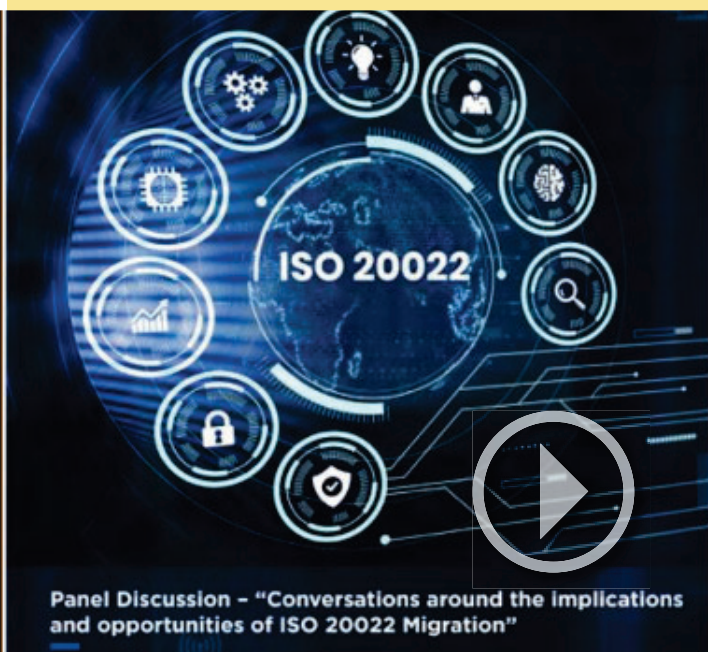 ISO 20022
Panel Discussion – “Conversations around the implications
and opportunities of ISO 20022 Migration”